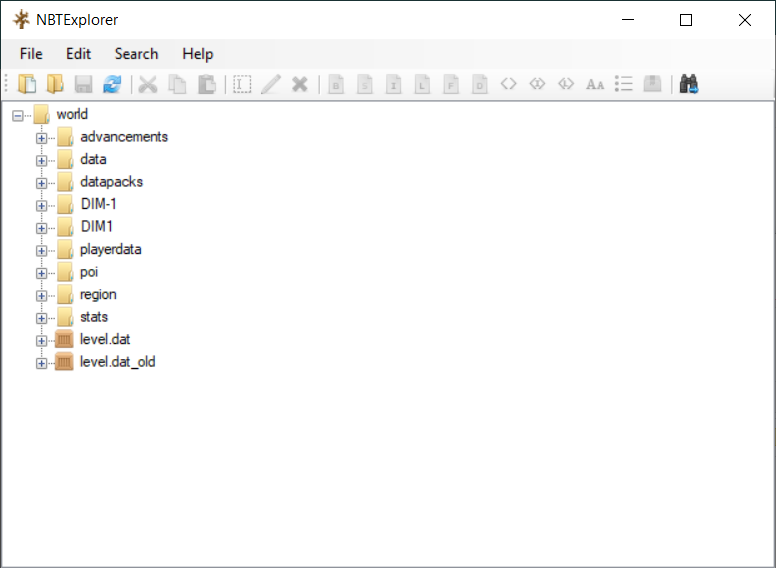 NBTExplorer
File Edit Search Help
B S I L F D AA
world
advancements
data
datapacks
DIM-1
DIM1
playerdata
poi
region
stats
level.dat
level.dat_old